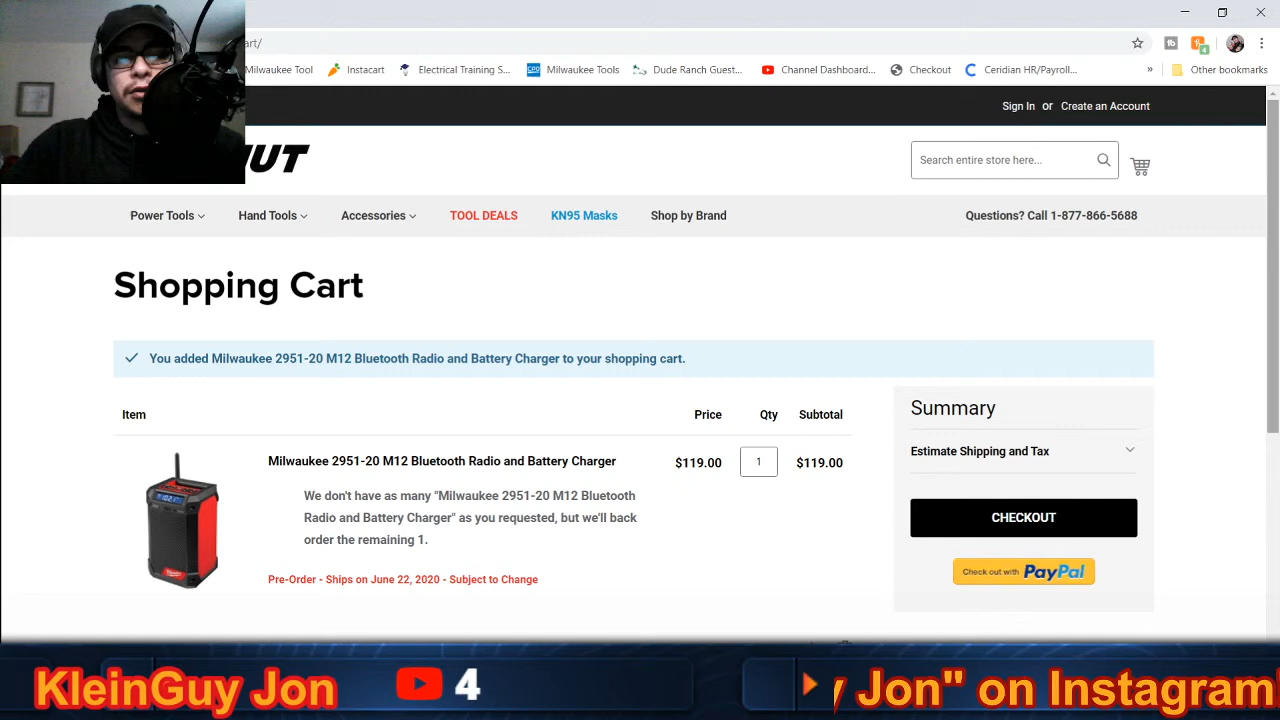 art/
Milwaukee Tool Instacart Electrical Training S... CPO Milwaukee Tools Dude Ranch Guest... Channel Dashboard... Checkout Ceridian HR/Payroll... » Other bookmarks
Sign In or Create an Account
UT
Search entire store here...
Power Tools Hand Tools Accessories TOOL DEALS KN95 Masks Shop by Brand Questions? Call 1-877-866-5688
Shopping Cart
You added Milwaukee 2951-20 M12 Bluetooth Radio and Battery Charger to your shopping cart.
Item Price Qty Subtotal
Milwaukee 2951-20 M12 Bluetooth Radio and Battery Charger $119.00 1 $119.00
We don't have as many "Milwaukee 2951-20 M12 Bluetooth
Radio and Battery Charger" as you requested, but we'll back
order the remaining 1.
Pre-Order - Ships on June 22, 2020 - Subject to Change
Summary
Estimate Shipping and Tax
CHECKOUT
Check out with PayPal
KleinGuy Jon 4 y Jon" on Instagram!